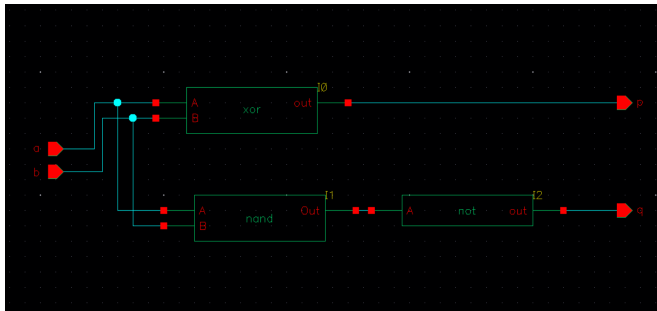 I0
A xor out p
B
a
b
I1 I2
A nand Out A not out q
B